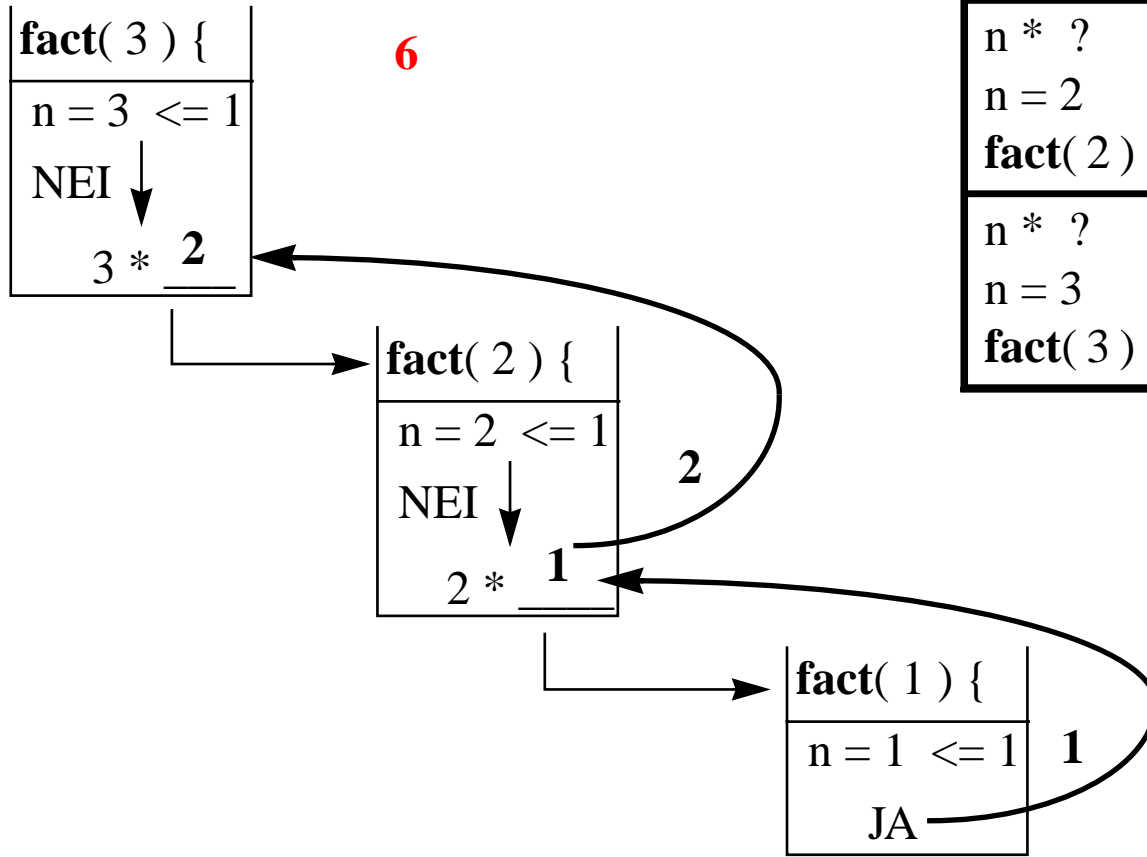 fact( 3 ) {
n = 3 <= 1
NEI
3 * 2
6
fact( 2 ) {
n = 2 <= 1
NEI
2 * 1
2
fact( 1 ) {
n = 1 <= 1
JA
1
n * ?
n = 2
fact( 2 )
n * ?
n = 3
fact( 3 )